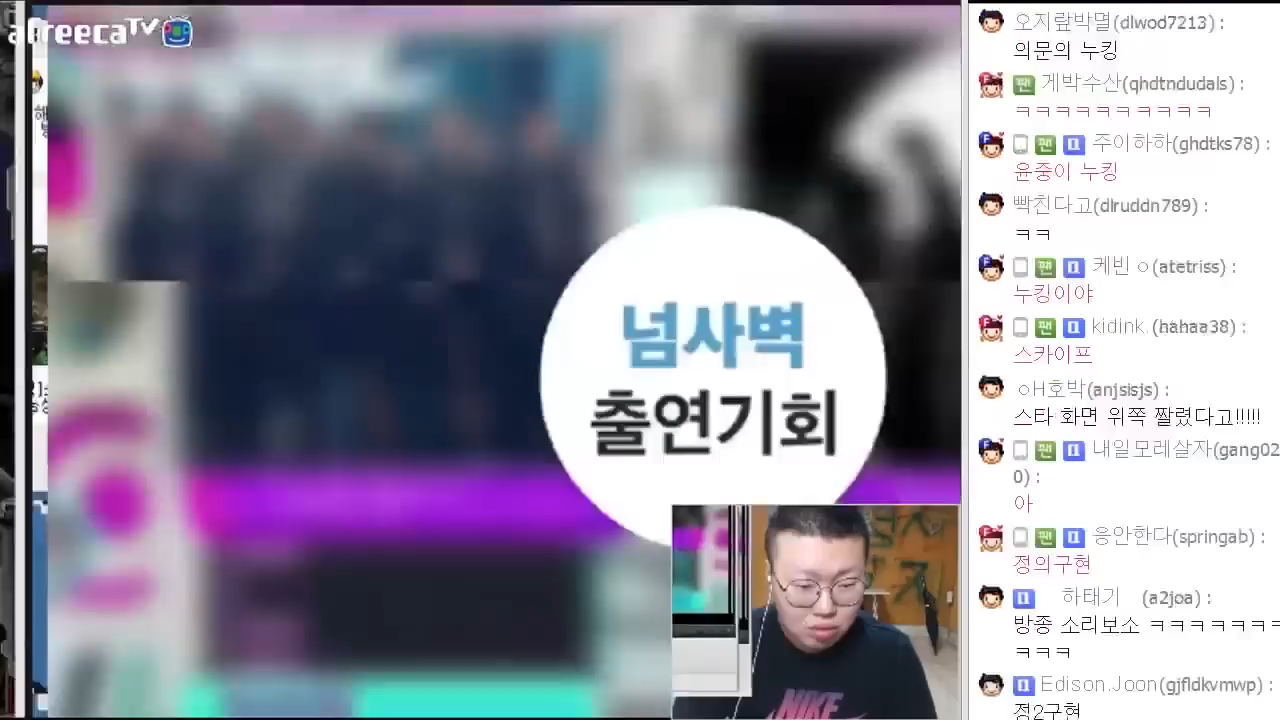 afreecaTV
넘사벽
출연기회
NIKE
오지랖박멸(dlwod7213) :
의문의 누킹
게박수산(qhdtndudals) :
ㅋㅋㅋㅋㅋㅋㅋㅋㅋㅋ
주이하하(ghdtks78) :
윤중이 누킹
빡친다고(dlruddn789) :
ㅋㅋ
케빈ㅇ(atetriss) :
누킹이야
kidink.(hahaa38) :
스카이프
ㅇH호박(anjsisjs) :
스타 화면 위쪽 짤렸다고!!!!!
내일모레살자(gang02
0) :
아
응안한다(springab) :
정의구현
하태기 (a2joa) :
방종 소리보소 ㅋㅋㅋㅋㅋㅋㅋ
ㅋㅋㅋ
Edison.Joon(gjfldkvmwp) :
정2구현